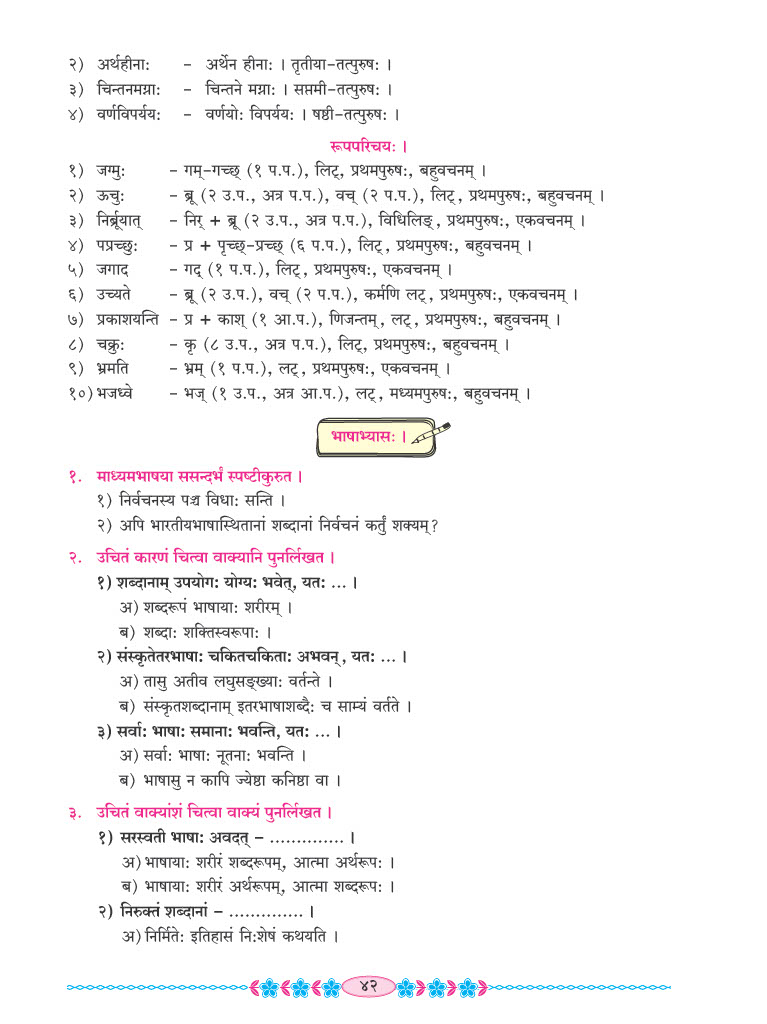 २) अर्थहीनाः – अर्थेन हीनाः । तृतीया-तत्पुरुषः ।
३) चिन्तनमग्नाः – चिन्तने मग्नाः । सप्तमी-तत्पुरुषः ।
४) वर्णविपर्ययः – वर्णयोः विपर्ययः । षष्ठी-तत्पुरुषः ।
रूपपरिचयः ।
१) जग्मुः – गम्-गच्छ् (१ प.प.), लिट्, प्रथमपुरुषः, बहुवचनम् ।
२) ऊचुः – ब्रू (२ उ.प., अत्र प.प.), वच् (२ प.प.), लिट्, प्रथमपुरुषः, बहुवचनम् ।
३) निर्ब्रूयात् – निर् + ब्रू (२ उ.प., अत्र प.प.), विधिलिङ्, प्रथमपुरुषः, एकवचनम् ।
४) पप्रच्छुः – प्र + पृच्छ्-प्रच्छ् (६ प.प.), लिट्, प्रथमपुरुषः, बहुवचनम् ।
५) जगाद – गद् (१ प.प.), लिट्, प्रथमपुरुषः, एकवचनम् ।
६) उच्यते – ब्रू (२ उ.प.), वच् (२ प.प.), कर्मणि लट्, प्रथमपुरुषः, एकवचनम् ।
७) प्रकाशयन्ति – प्र + काश् (१ आ.प.), णिजन्तम्, लट्, प्रथमपुरुषः, बहुवचनम् ।
८) चक्रुः – कृ (८ उ.प., अत्र प.प.), लिट्, प्रथमपुरुषः, बहुवचनम् ।
९) भ्रमति – भ्रम् (१ प.प.), लट्, प्रथमपुरुषः, एकवचनम् ।
१०) भजध्वे – भज् (१ उ.प., अत्र आ.प.), लट्, मध्यमपुरुषः, बहुवचनम् ।
भाषाभ्यासः ।
१. माध्यमभाषया ससन्दर्भं स्पष्टीकुरुत ।
१) निर्वचनस्य पञ्च विधाः सन्ति ।
२) अपि भारतीयभाषास्थितानां शब्दानां निर्वचनं कर्तुं शक्यम्?
२. उचितं कारणं चित्वा वाक्यानि पुनर्लिखत ।
१) शब्दानाम् उपयोगः योग्यः भवेत्, यतः ... ।
अ) शब्दरूपं भाषायाः शरीरम् ।
ब) शब्दाः शक्तिस्वरूपाः ।
२) संस्कृतेतरभाषाः चकितचकिताः अभवन्, यतः ... ।
अ) तासु अतीव लघुसङ्ख्याः वर्तन्ते ।
ब) संस्कृतशब्दानाम् इतरभाषाशब्दैः च साम्यं वर्तते ।
३) सर्वाः भाषाः समानाः भवन्ति, यतः ... ।
अ) सर्वाः भाषाः नूतनाः भवन्ति ।
ब) भाषासु न कापि ज्येष्ठा कनिष्ठा वा ।
३. उचितं वाक्यांशं चित्वा वाक्यं पुनर्लिखत ।
१) सरस्वती भाषाः अवदत् – .............. ।
अ) भाषायाः शरीरं शब्दरूपम्, आत्मा अर्थरूपः ।
ब) भाषायाः शरीरं अर्थरूपम्, आत्मा शब्दरूपः ।
२) निरुक्तं शब्दानां – .............. ।
अ) निर्मितेः इतिहासं निःशेषं कथयति ।
४२